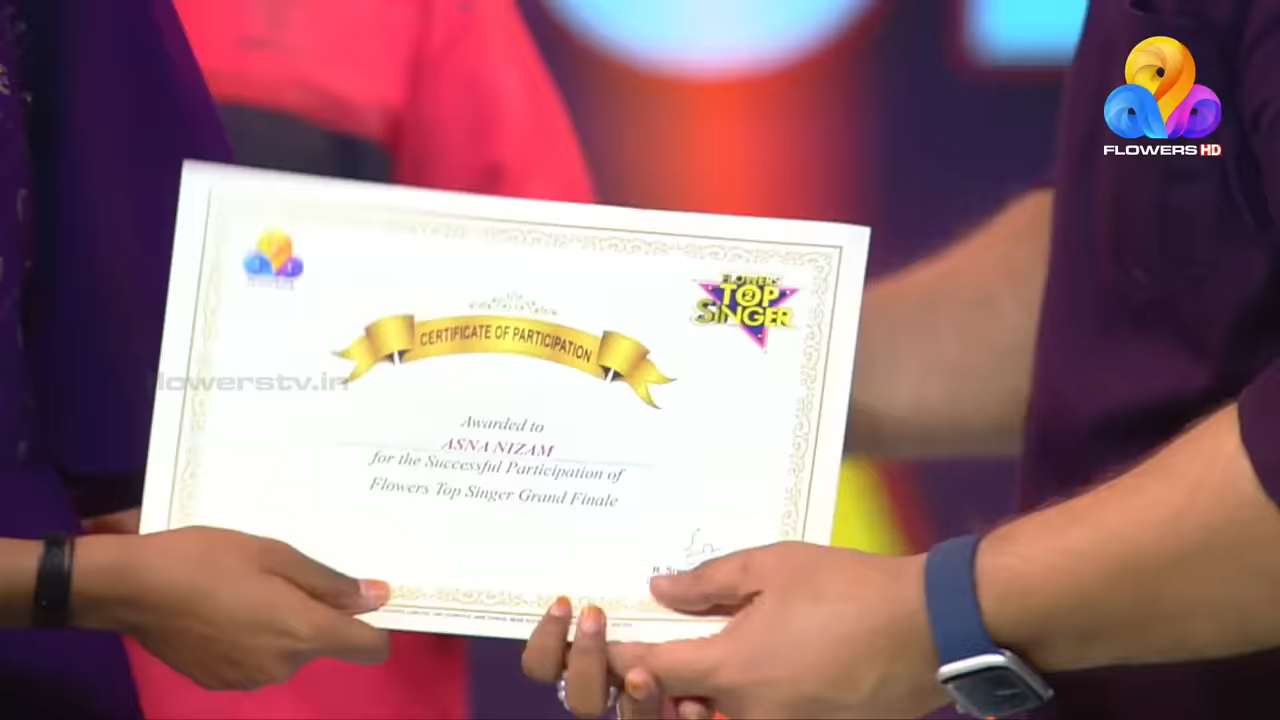 FLOWERS HD
FLOWERS
TOP
2
SINGER
CERTIFICATE OF PARTICIPATION
flowerstv.in
Awarded to
ASNA NIZAM
for the Successful Participation of
Flowers Top Singer Grand Finale